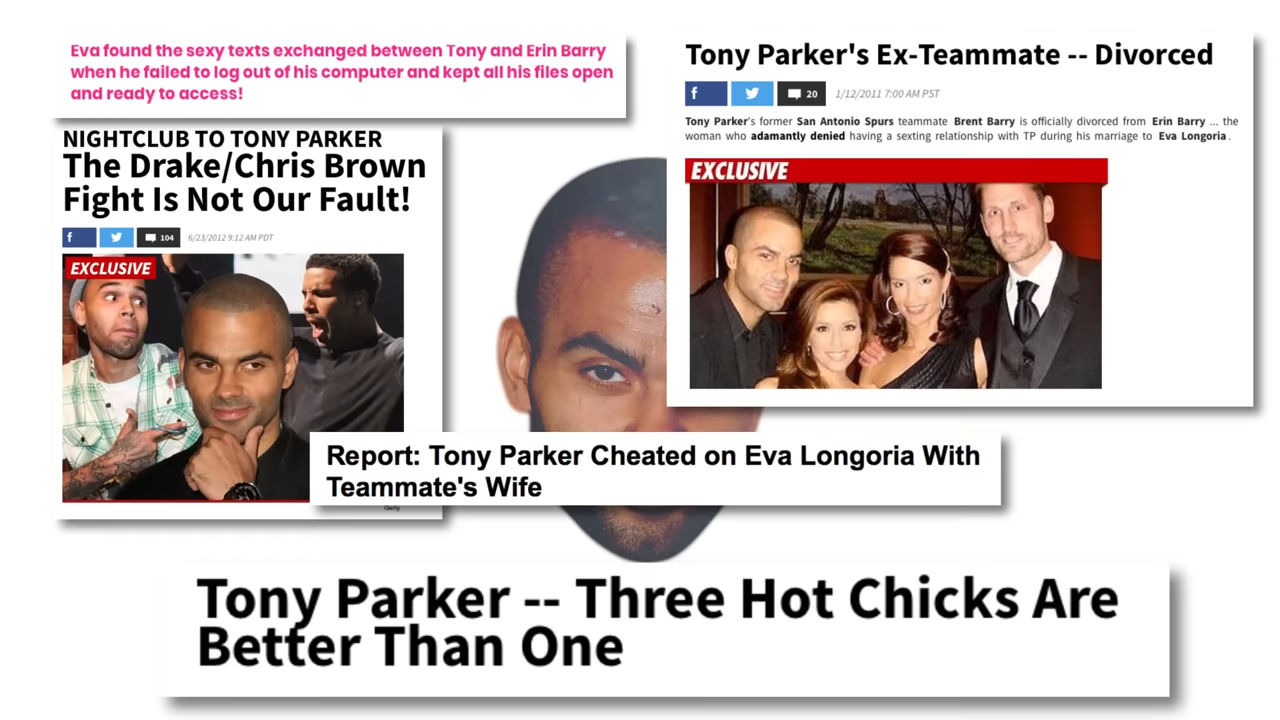 Eva found the sexy texts exchanged between Tony and Erin Barry
when he failed to log out of his computer and kept all his files open
and ready to access!
NIGHTCLUB TO TONY PARKER
The Drake/Chris Brown
Fight Is Not Our Fault!
f 104 6/23/2012 9:12 AM PDT
EXCLUSIVE
Getty
Tony Parker's Ex-Teammate -- Divorced
f 20 1/12/2011 7:00 AM PST
Tony Parker's former San Antonio Spurs teammate Brent Barry is officially divorced from Erin Barry ... the
woman who adamantly denied having a sexting relationship with TP during his marriage to Eva Longoria.
EXCLUSIVE
Report: Tony Parker Cheated on Eva Longoria With
Teammate's Wife
Tony Parker -- Three Hot Chicks Are
Better Than One